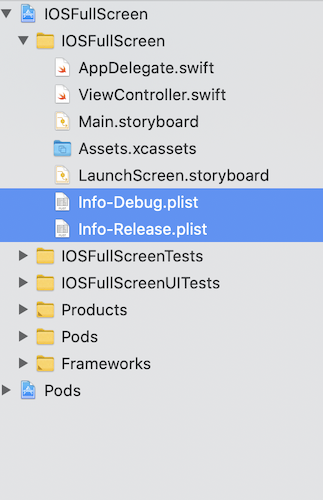 IOSFullScreen
IOSFullScreen
AppDelegate.swift
ViewController.swift
Main.storyboard
Assets.xcassets
LaunchScreen.storyboard
Info-Debug.plist
Info-Release.plist
IOSFullScreenTests
IOSFullScreenUITests
Products
Pods
Frameworks
Pods